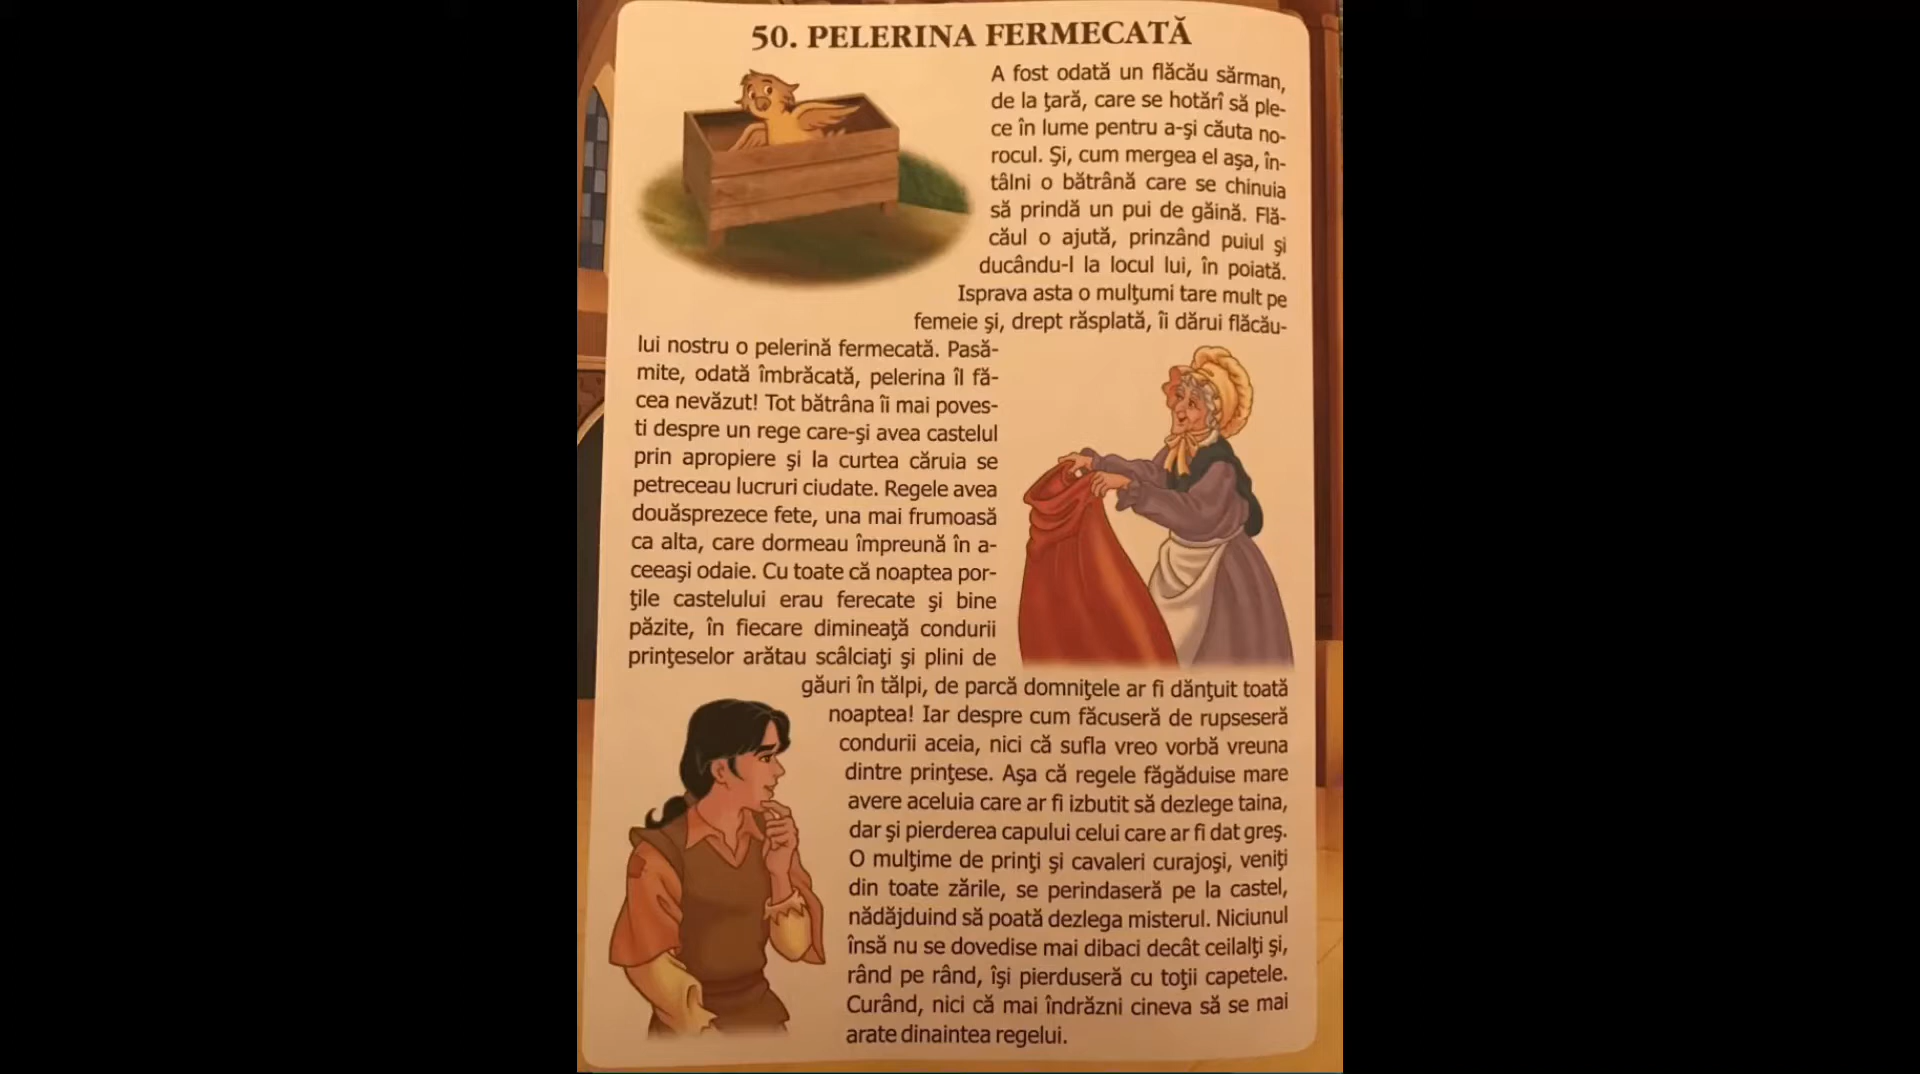 50. PELERINA FERMECATĂ
A fost odată un flăcău sărman,
de la ţară, care se hotărî să ple-
ce în lume pentru a-şi căuta no-
rocul. Şi, cum mergea el aşa, în-
tâlni o bătrână care se chinuia
să prindă un pui de găină. Flă-
căul o ajută, prinzând puiul şi
ducându-l la locul lui, în poiată.
Isprava asta o mulţumi tare mult pe
femeie şi, drept răsplată, îi dărui flăcău-
lui nostru o pelerină fermecată. Pasă-
mite, odată îmbrăcată, pelerina îl fă-
cea nevăzut! Tot bătrâna îi mai poves-
ti despre un rege care-şi avea castelul
prin apropiere şi la curtea căruia se
petreceau lucruri ciudate. Regele avea
douăsprezece fete, una mai frumoasă
ca alta, care dormeau împreună în a-
ceeaşi odaie. Cu toate că noaptea por-
ţile castelului erau ferecate şi bine
păzite, în fiecare dimineaţă condurii
prinţeselor arătau scâlciaţi şi plini de
găuri în tălpi, de parcă domniţele ar fi dănţuit toată
noaptea! Iar despre cum făcuseră de rupseseră
condurii aceia, nici că sufla vreo vorbă vreuna
dintre prinţese. Aşa că regele făgăduise mare
avere aceluia care ar fi izbutit să dezlege taina,
dar şi pierderea capului celui care ar fi dat greş.
O mulţime de prinţi şi cavaleri curajoşi, veniţi
din toate zările, se perindaseră pe la castel,
nădăjduind să poată dezlega misterul. Niciunul
însă nu se dovedise mai dibaci decât ceilalţi şi,
rând pe rând, îşi pierduseră cu toţii capetele.
Curând, nici că mai îndrăzni cineva să se mai
arate dinaintea regelui.